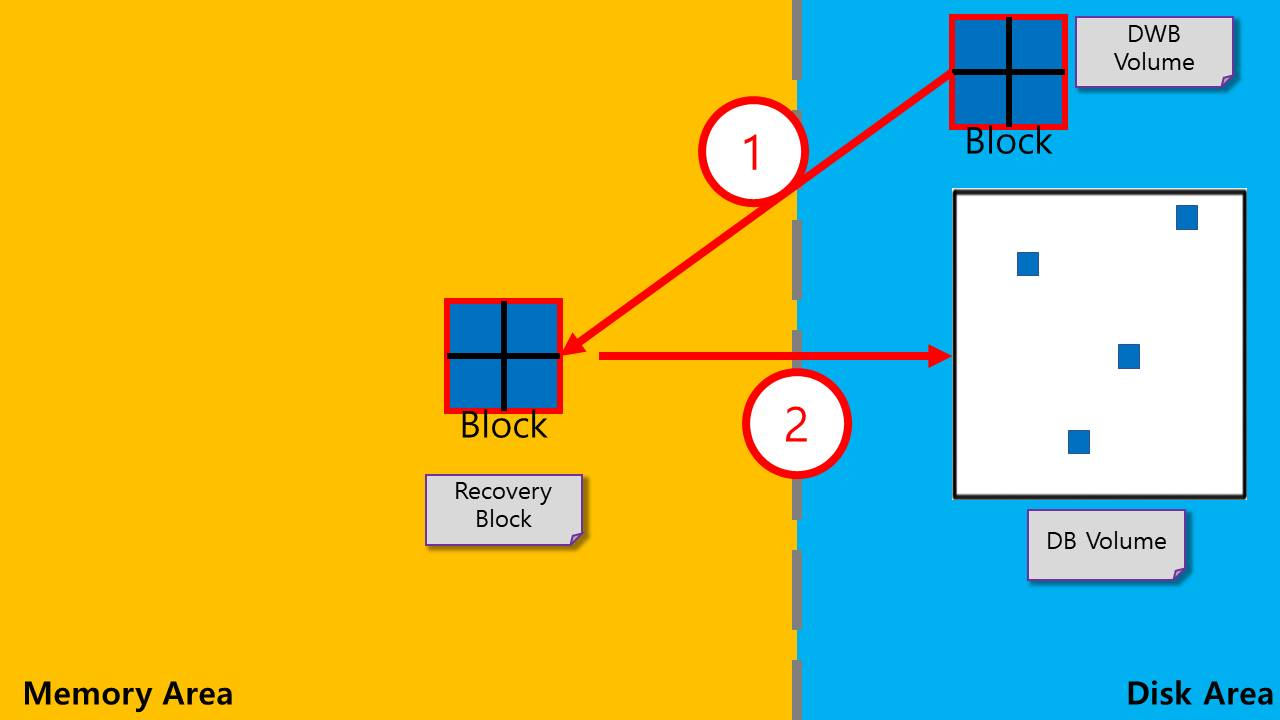 DWB
Volume
Block
1
Block
2
Recovery
Block
DB Volume
Memory Area
Disk Area